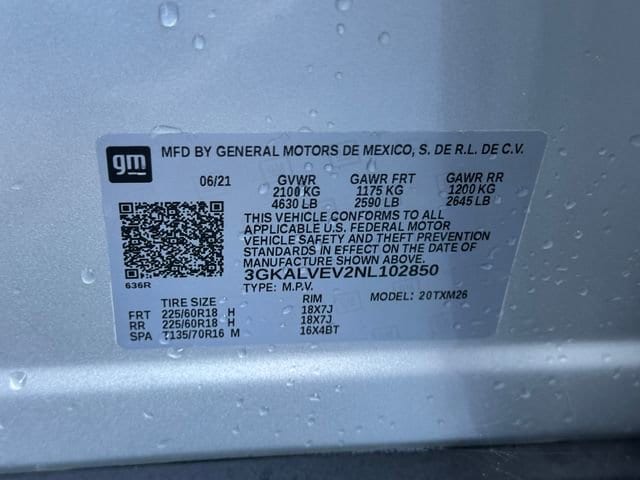 gm MFD BY GENERAL MOTORS DE MEXICO, S. DE R.L. DE C.V.
06/21 GVWR GAWR FRT GAWR RR
2100 KG 1175 KG 1200 KG
4630 LB 2590 LB 2645 LB
THIS VEHICLE CONFORMS TO ALL
APPLICABLE U.S. FEDERAL MOTOR
VEHICLE SAFETY AND THEFT PREVENTION
STANDARDS IN EFFECT ON THE DATE OF
MANUFACTURE SHOWN ABOVE.
3GKALVEV2NL102850
636R TYPE: M.P.V.
TIRE SIZE RIM MODEL: 20TXM26
FRT 225/60R18 H 18X7J
RR 225/60R18 H 18X7J
SPA T135/70R16 M 16X4BT